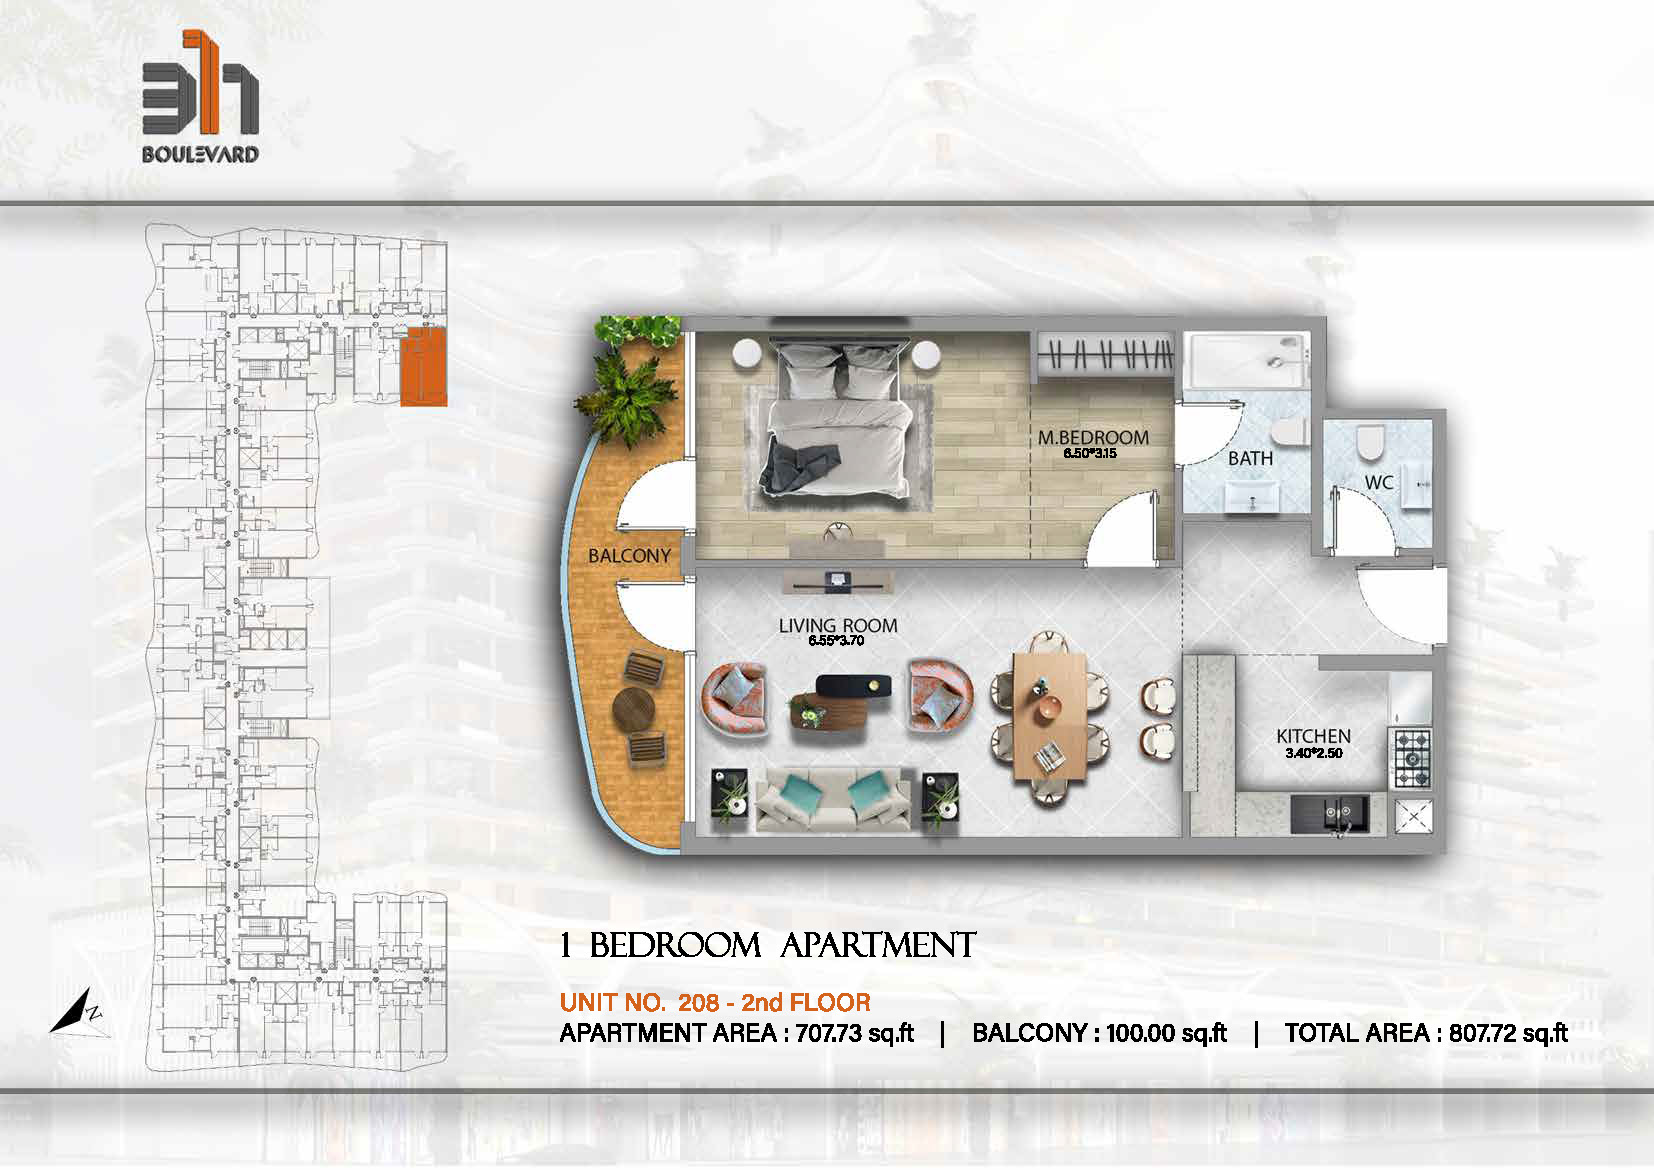 311
BOULEVARD
M.BEDROOM
6.50*3.15
BATH
WC
BALCONY
LIVING ROOM
6.55*3.70
KITCHEN
3.40*2.50
1 BEDROOM APARTMENT
UNIT NO. 208 - 2nd FLOOR
APARTMENT AREA : 707.73 sq.ft | BALCONY : 100.00 sq.ft | TOTAL AREA : 807.72 sq.ft
N